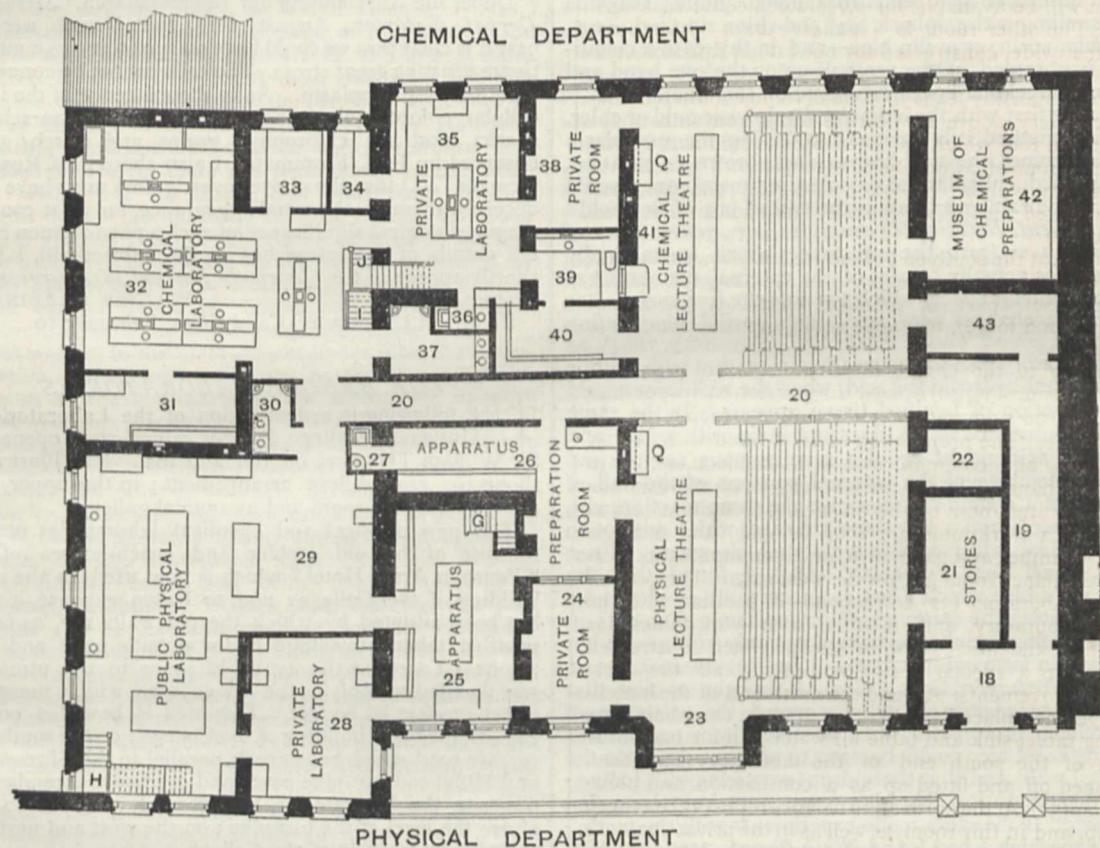 CHEMICAL DEPARTMENT
35
PRIVATE
LABORATORY
38
PRIVATE
ROOM
Q
CHEMICAL
LECTURE THEATRE
MUSEUM OF
CHEMICAL
PREPARATIONS
42
33
34
41
32
CHEMICAL
LABORATORY
J
I
39
36
37
40
43
31
30
20
20
27
APPARATUS
26
PREPARATION
ROOM
Q
22
19
G
29
PUBLIC PHYSICAL
LABORATORY
APPARATUS
25
24
PRIVATE
ROOM
PHYSICAL
LECTURE THEATRE
21
STORES
18
PRIVATE
LABORATORY
28
23
H
PHYSICAL DEPARTMENT